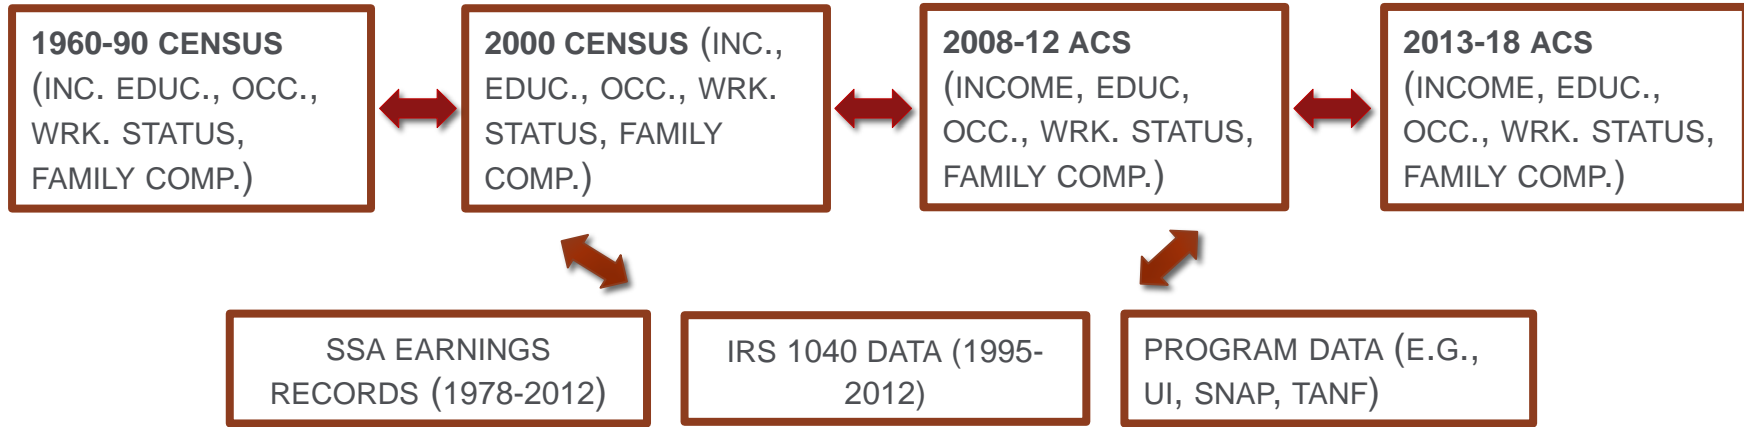 1960-90 CENSUS
(INC. EDUC., OCC.,
WRK. STATUS,
FAMILY COMP.)
2000 CENSUS (INC.,
EDUC., OCC., WRK.
STATUS, FAMILY
COMP.)
2008-12 ACS
(INCOME, EDUC,
OCC., WRK. STATUS,
FAMILY COMP.)
2013-18 ACS
(INCOME, EDUC.,
OCC., WRK. STATUS,
FAMILY COMP.)
SSA EARNINGS
RECORDS (1978-2012)
IRS 1040 DATA (1995-
2012)
PROGRAM DATA (E.G.,
UI, SNAP, TANF)